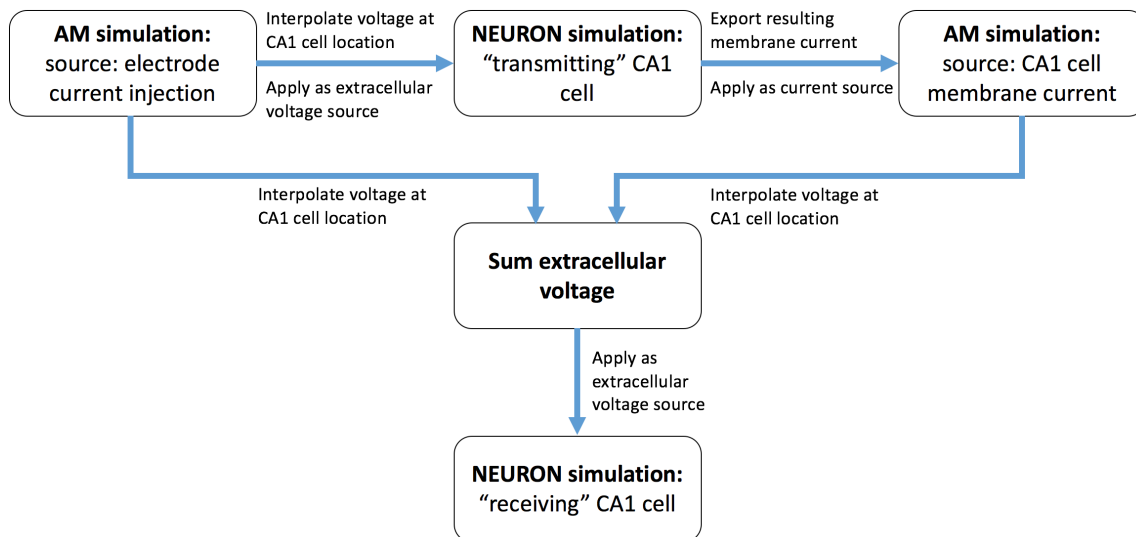 AM simulation:
source: electrode
current injection
Interpolate voltage at
CA1 cell location
Apply as extracellular
voltage source
NEURON simulation:
“transmitting” CA1
cell
Export resulting
membrane current
Apply as current source
AM simulation:
source: CA1 cell
membrane current
Interpolate voltage at
CA1 cell location
Interpolate voltage at
CA1 cell location
Sum extracellular
voltage
Apply as
extracellular
voltage source
NEURON simulation:
“receiving” CA1 cell